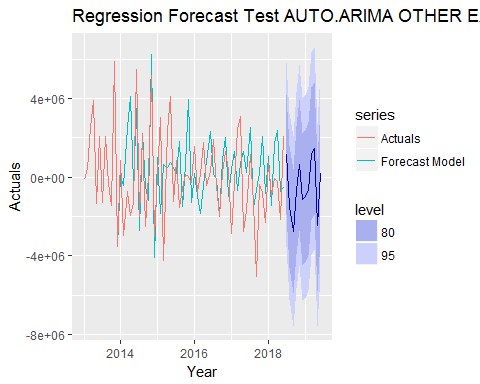 Regression Forecast Test AUTO.ARIMA OTHER E
4e+06
0e+00
-4e+06
-8e+06
Actuals
2014
2016
2018
Year
series
Actuals
Forecast Model
level
80
95